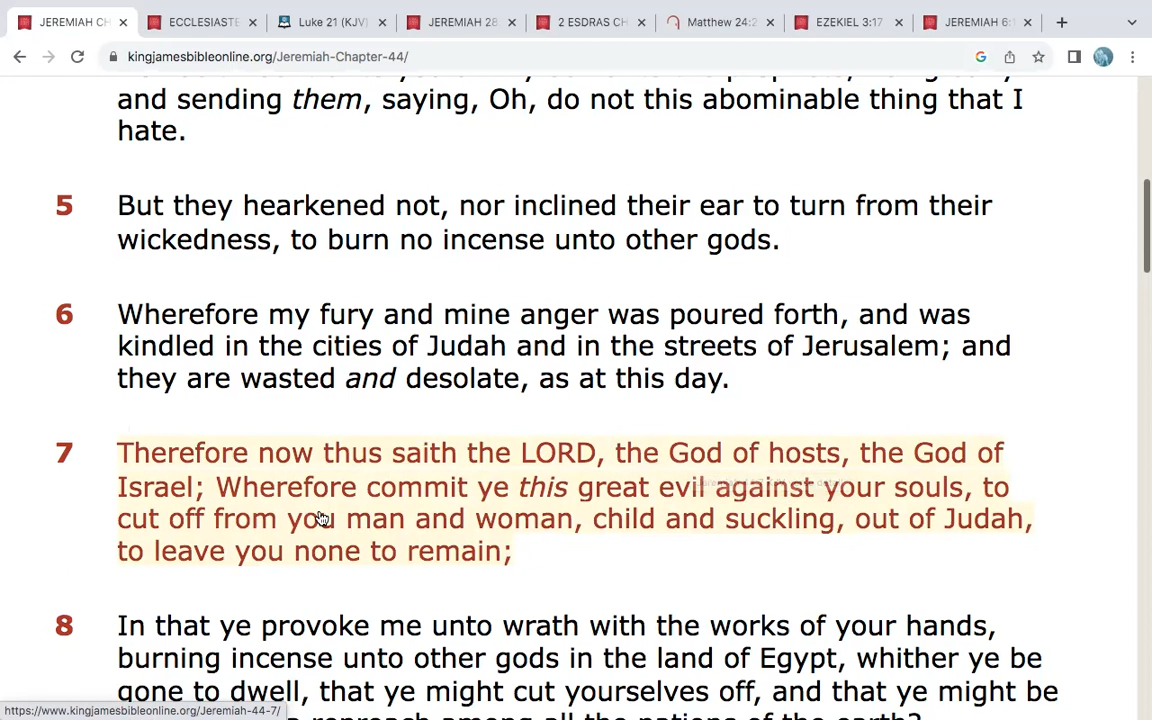 JEREMIAH CH
ECCLESIASTE
Luke 21 (KJV)
JEREMIAH 28
2 ESDRAS CH
Matthew 24:2
EZEKIEL 3:17
JEREMIAH 6:1
kingjamesbibleonline.org/Jeremiah-Chapter-44/
and sending them, saying, Oh, do not this abominable thing that I
hate.
5 But they hearkened not, nor inclined their ear to turn from their
wickedness, to burn no incense unto other gods.
6 Wherefore my fury and mine anger was poured forth, and was
kindled in the cities of Judah and in the streets of Jerusalem; and
they are wasted and desolate, as at this day.
7 Therefore now thus saith the LORD, the God of hosts, the God of
Israel; Wherefore commit ye this great evil against your souls, to
cut off from you man and woman, child and suckling, out of Judah,
to leave you none to remain;
8 In that ye provoke me unto wrath with the works of your hands,
burning incense unto other gods in the land of Egypt, whither ye be
gone to dwell, that ye might cut yourselves off, and that ye might be
a reproach among all the nations of the earth?
https://www.kingjamesbibleonline.org/Jeremiah-44-7/